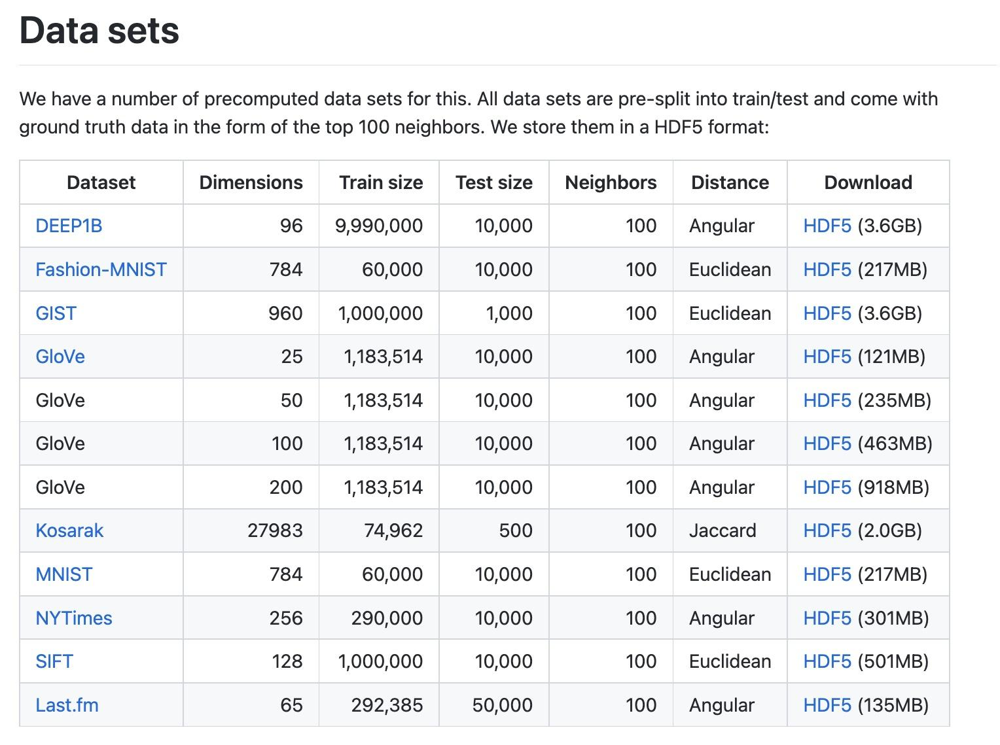 Data sets
We have a number of precomputed data sets for this. All data sets are pre-split into train/test and come with
ground truth data in the form of the top 100 neighbors. We store them in a HDF5 format:
Dataset Dimensions Train size Test size Neighbors Distance Download
DEEP1B 96 9,990,000 10,000 100 Angular HDF5 (3.6GB)
Fashion-MNIST 784 60,000 10,000 100 Euclidean HDF5 (217MB)
GIST 960 1,000,000 1,000 100 Euclidean HDF5 (3.6GB)
GloVe 25 1,183,514 10,000 100 Angular HDF5 (121MB)
GloVe 50 1,183,514 10,000 100 Angular HDF5 (235MB)
GloVe 100 1,183,514 10,000 100 Angular HDF5 (463MB)
GloVe 200 1,183,514 10,000 100 Angular HDF5 (918MB)
Kosarak 27983 74,962 500 100 Jaccard HDF5 (2.0GB)
MNIST 784 60,000 10,000 100 Euclidean HDF5 (217MB)
NYTimes 256 290,000 10,000 100 Angular HDF5 (301MB)
SIFT 128 1,000,000 10,000 100 Euclidean HDF5 (501MB)
Last.fm 65 292,385 50,000 100 Angular HDF5 (135MB)